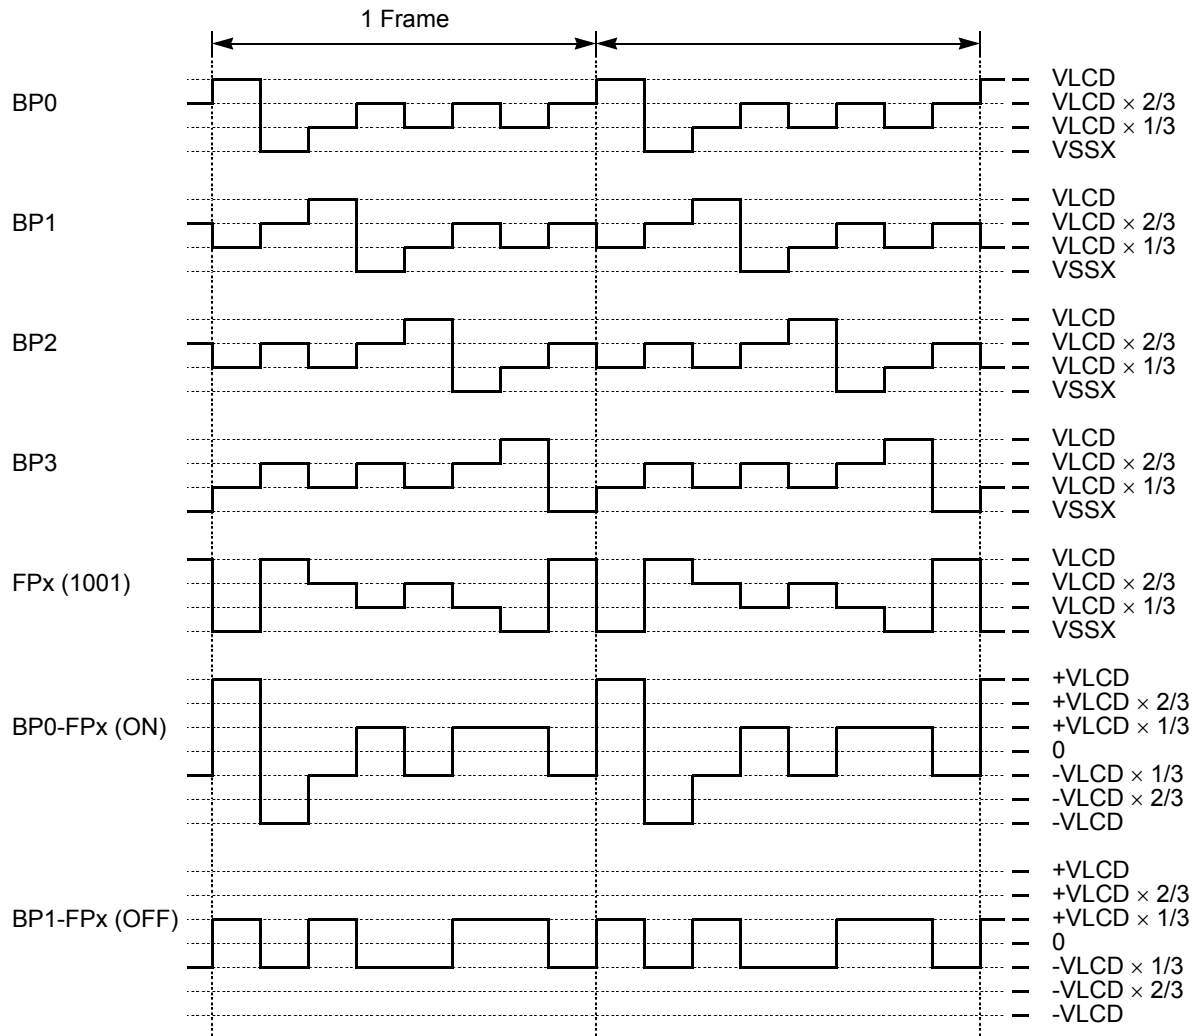 1 Frame
BP0
VLCD
VLCD × 2/3
VLCD × 1/3
VSSX
BP1
VLCD
VLCD × 2/3
VLCD × 1/3
VSSX
BP2
VLCD
VLCD × 2/3
VLCD × 1/3
VSSX
BP3
VLCD
VLCD × 2/3
VLCD × 1/3
VSSX
FPx (1001)
VLCD
VLCD × 2/3
VLCD × 1/3
VSSX
BP0-FPx (ON)
+VLCD
+VLCD × 2/3
+VLCD × 1/3
0
-VLCD × 1/3
-VLCD × 2/3
-VLCD
BP1-FPx (OFF)
+VLCD
+VLCD × 2/3
+VLCD × 1/3
0
-VLCD × 1/3
-VLCD × 2/3
-VLCD